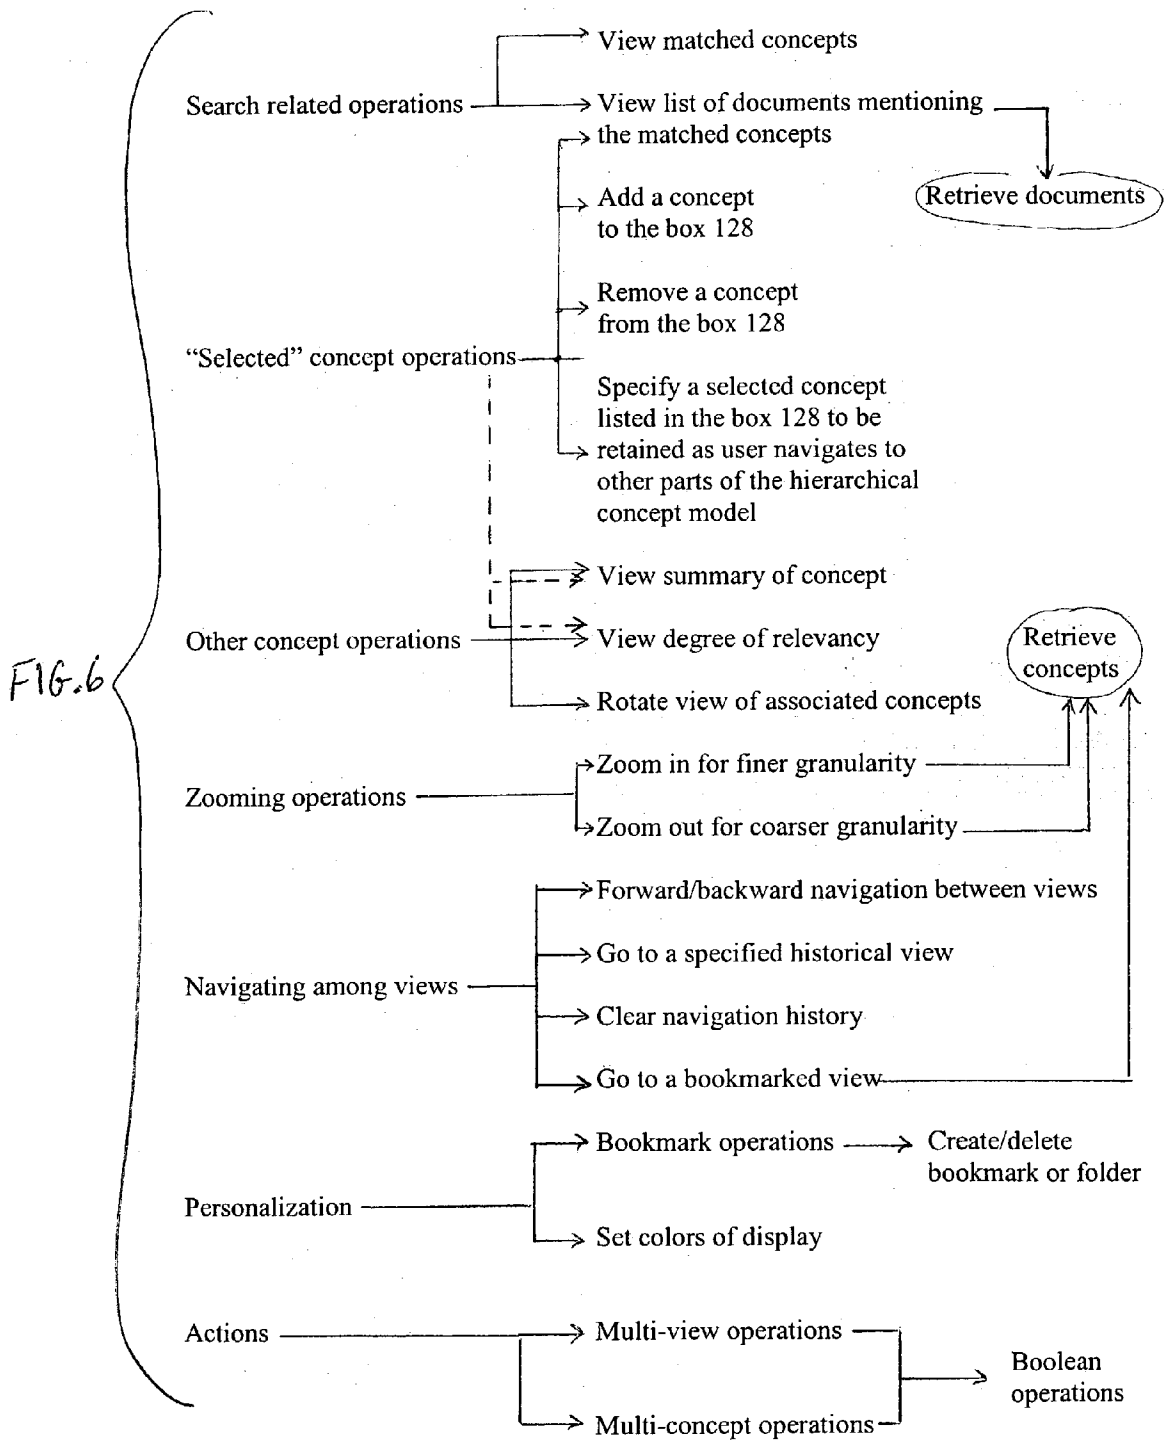 View matched concepts
Search related operations
View list of documents mentioning
the matched concepts
Retrieve documents
Add a concept
to the box 128
Remove a concept
from the box 128
“Selected” concept operations
Specify a selected concept
listed in the box 128 to be
retained as user navigates to
other parts of the hierarchical
concept model
View summary of concept
Other concept operations
View degree of relevancy
Retrieve
concepts
FIG.6
Rotate view of associated concepts
Zoom in for finer granularity
Zooming operations
Zoom out for coarser granularity
Forward/backward navigation between views
Go to a specified historical view
Navigating among views
Clear navigation history
Go to a bookmarked view
Bookmark operations
Create/delete
bookmark or folder
Personalization
Set colors of display
Actions
Multi-view operations
Boolean
operations
Multi-concept operations